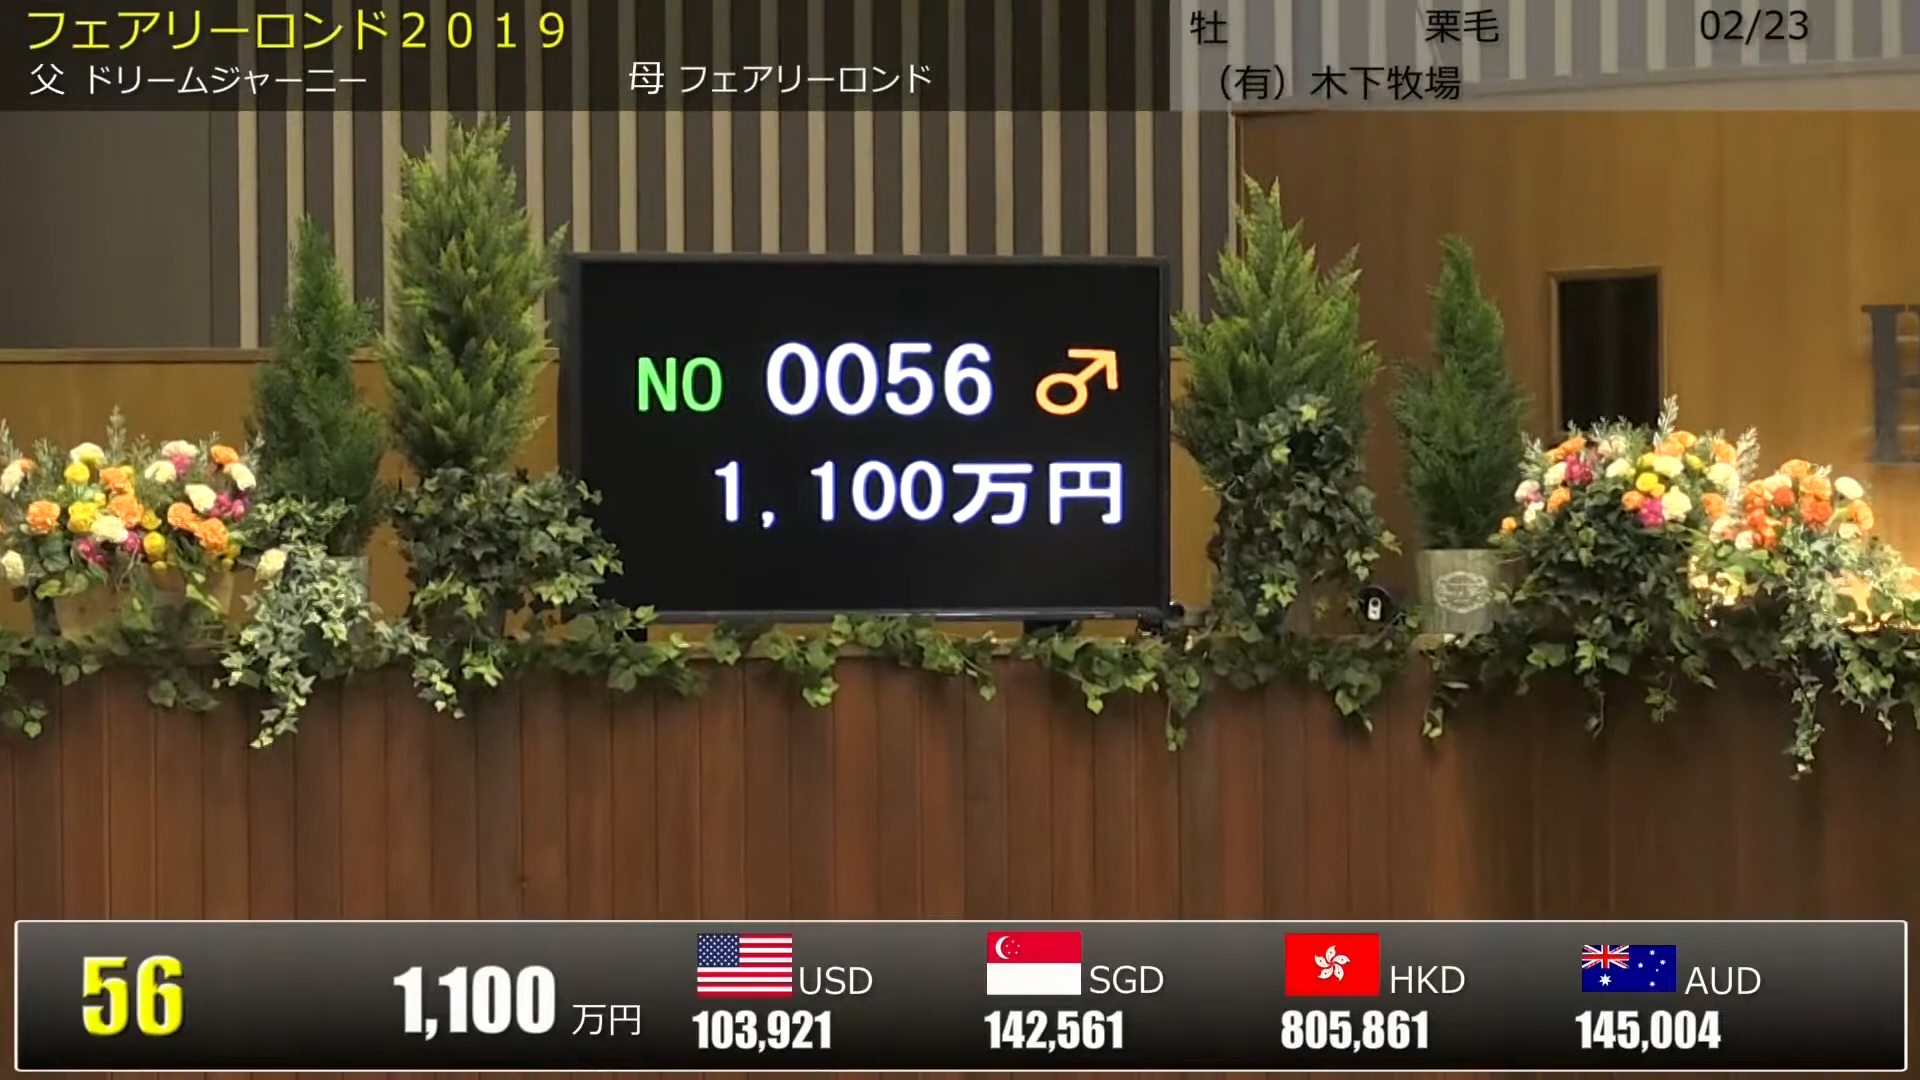 フェアリーロンド２０１９
父 ドリームジャーニー
母 フェアリーロンド
牡 栗毛 02/23
（有）木下牧場
NO 0056 ♂
1,100万円
56 1,100 万円
USD 103,921
SGD 142,561
HKD 805,861
AUD 145,004